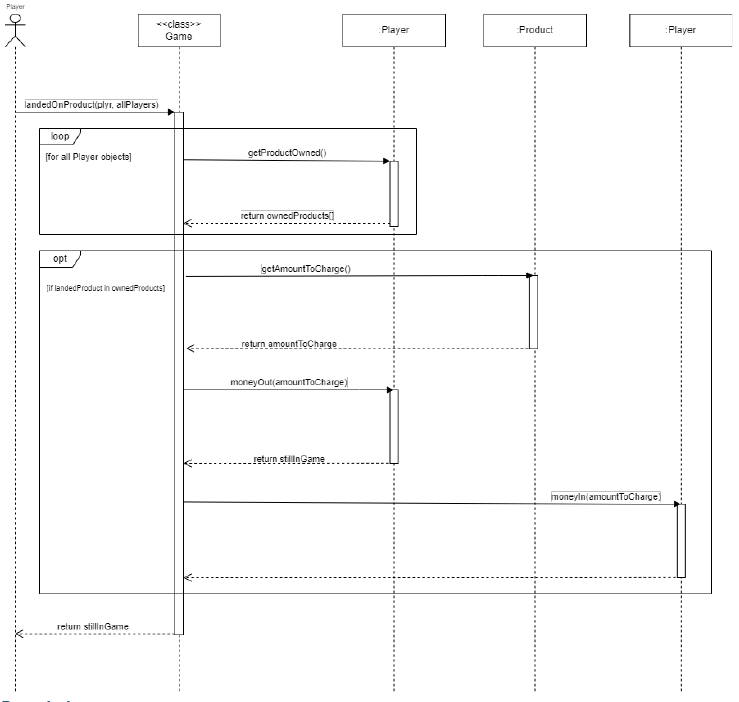 Player
<<class>>
Game
:Player
:Product
:Player
landedOnProduct(plyr, allPlayers)
loop
[for all Player objects]
getProductOwned()
return ownedProducts[]
opt
getAmountToCharge()
[if landedProduct in ownedProducts]
return amountToCharge
moneyOut(amountToCharge)
return stillInGame
moneyIn(amountToCharge)
return stillInGame